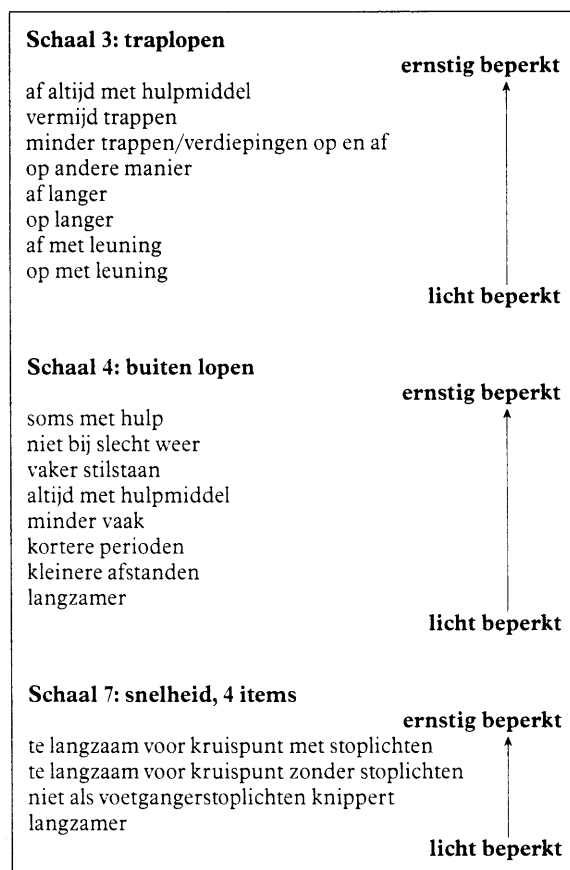 Schaal 3: traplopen
ernstig beperkt
af altijd met hulpmiddel
vermijd trappen
minder trappen/verdiepingen op en af
op andere manier
af langer
op langer
af met leuning
op met leuning
licht beperkt
Schaal 4: buiten lopen
ernstig beperkt
soms met hulp
niet bij slecht weer
vaker stilstaan
altijd met hulpmiddel
minder vaak
kortere perioden
kleinere afstanden
langzamer
licht beperkt
Schaal 7: snelheid, 4 items
ernstig beperkt
te langzaam voor kruispunt met stoplichten
te langzaam voor kruispunt zonder stoplichten
niet als voetgangerstoplichten knippert
langzamer
licht beperkt